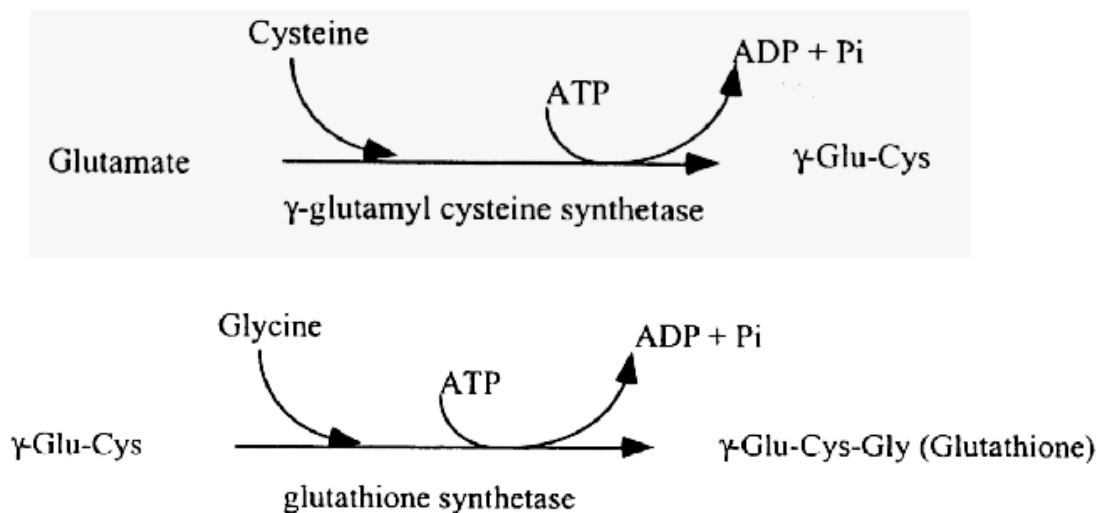 Cysteine
ADP + Pi
ATP
Glutamate
γ-Glu-Cys
γ-glutamyl cysteine synthetase
Glycine
ADP + Pi
ATP
γ-Glu-Cys
γ-Glu-Cys-Gly (Glutathione)
glutathione synthetase